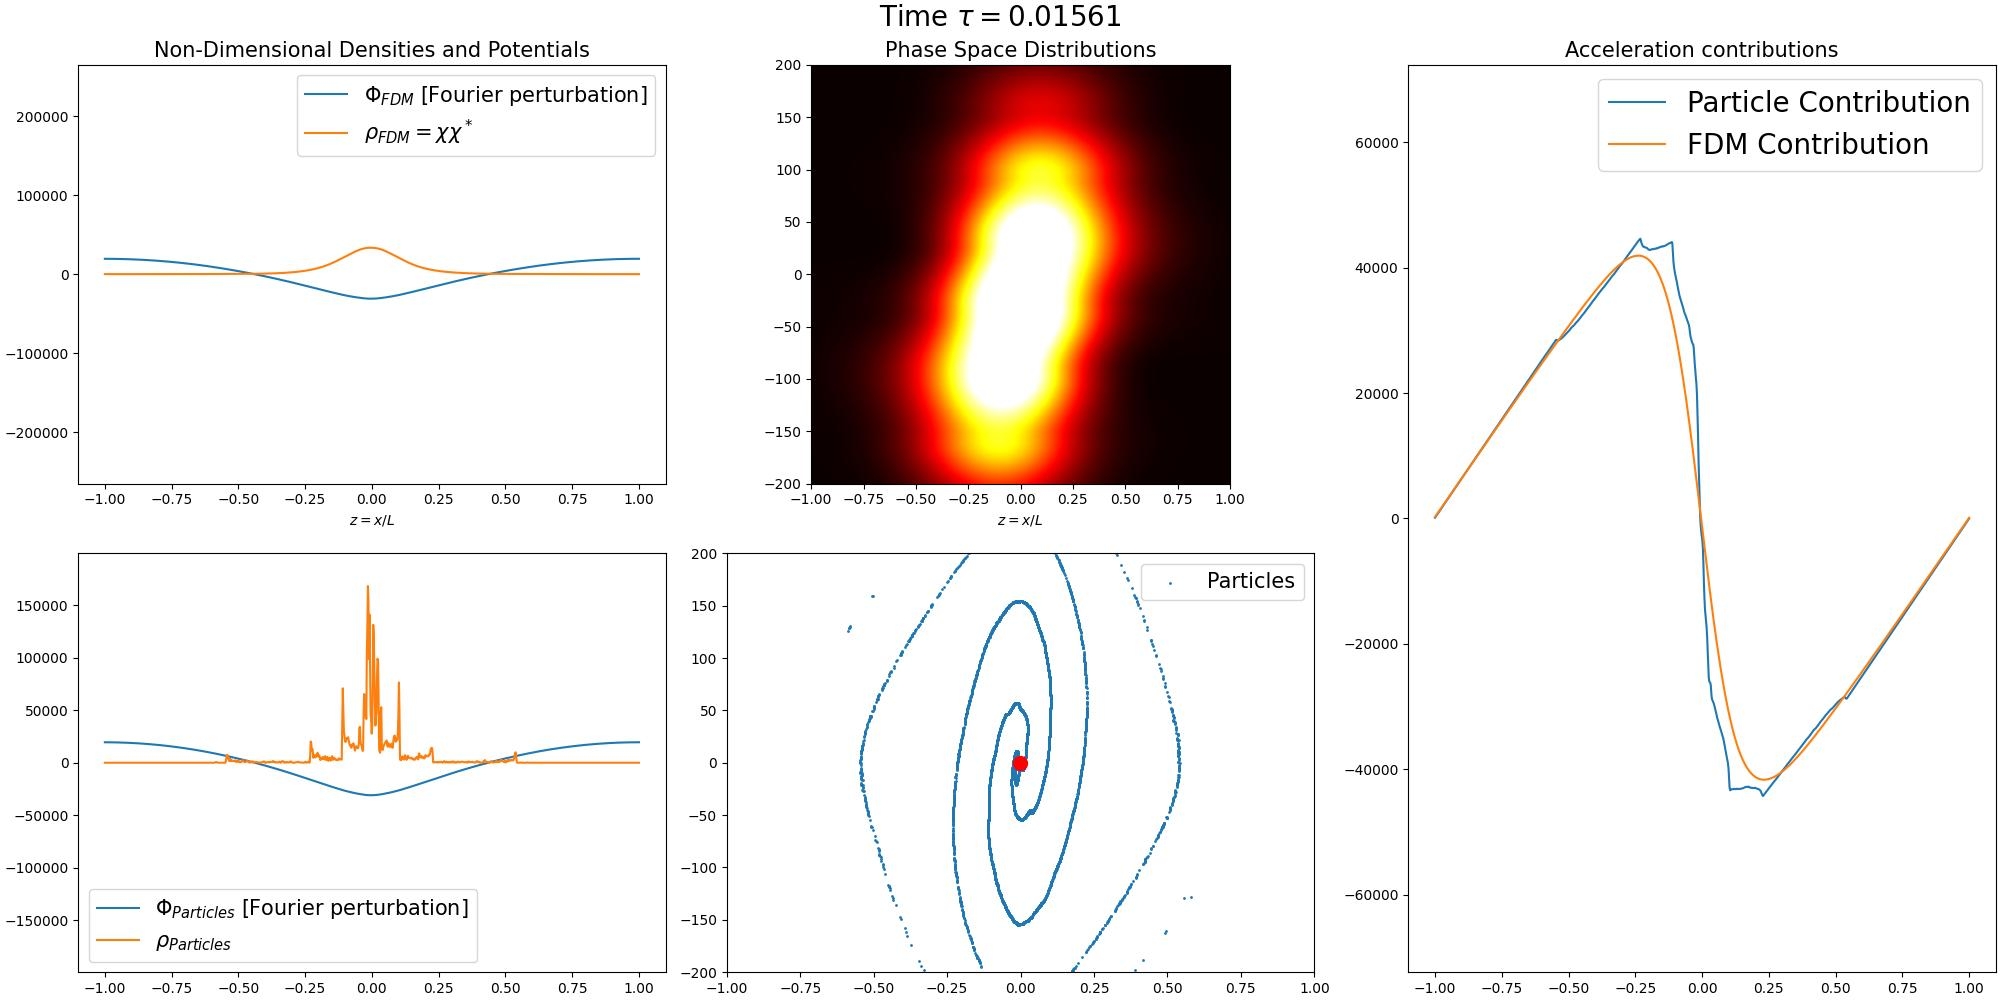 Time τ = 0.01561
Non-Dimensional Densities and Potentials
Φ_FDM [Fourier perturbation]
ρ_FDM = χχ*
200000
100000
0
−100000
−200000
−1.00 −0.75 −0.50 −0.25 0.00 0.25 0.50 0.75 1.00
z = x/L
Phase Space Distributions
200
150
100
50
0
−50
−100
−150
−200
−1.00 −0.75 −0.50 −0.25 0.00 0.25 0.50 0.75 1.00
z = x/L
Acceleration contributions
Particle Contribution
FDM Contribution
60000
40000
20000
0
−20000
−40000
−60000
−1.00 −0.75 −0.50 −0.25 0.00 0.25 0.50 0.75 1.00
150000
100000
50000
0
−50000
−100000
−150000
Φ_Particles [Fourier perturbation]
ρ_Particles
−1.00 −0.75 −0.50 −0.25 0.00 0.25 0.50 0.75 1.00
Particles
200
150
100
50
0
−50
−100
−150
−200
−1.00 −0.75 −0.50 −0.25 0.00 0.25 0.50 0.75 1.00